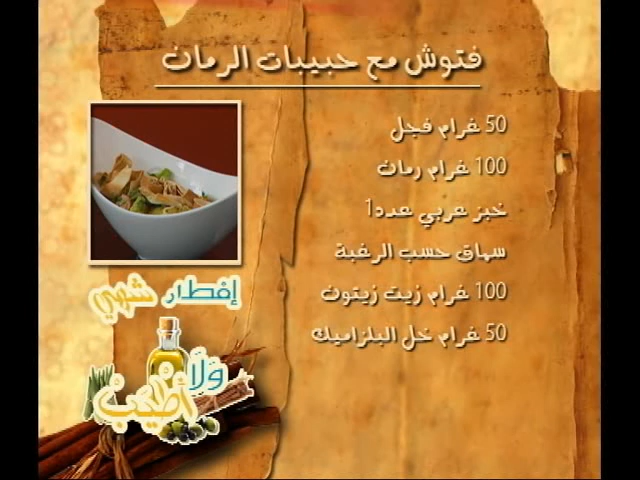 فتوش مع حبيبات الرمان
50 غرام فجل
100 غرام رمان
خبز عربي عدد1
سماق حسب الرغبة
100 غرام زيت زيتون
50 غرام خل البلزاميك
إفطار شهي
ولا أطيب